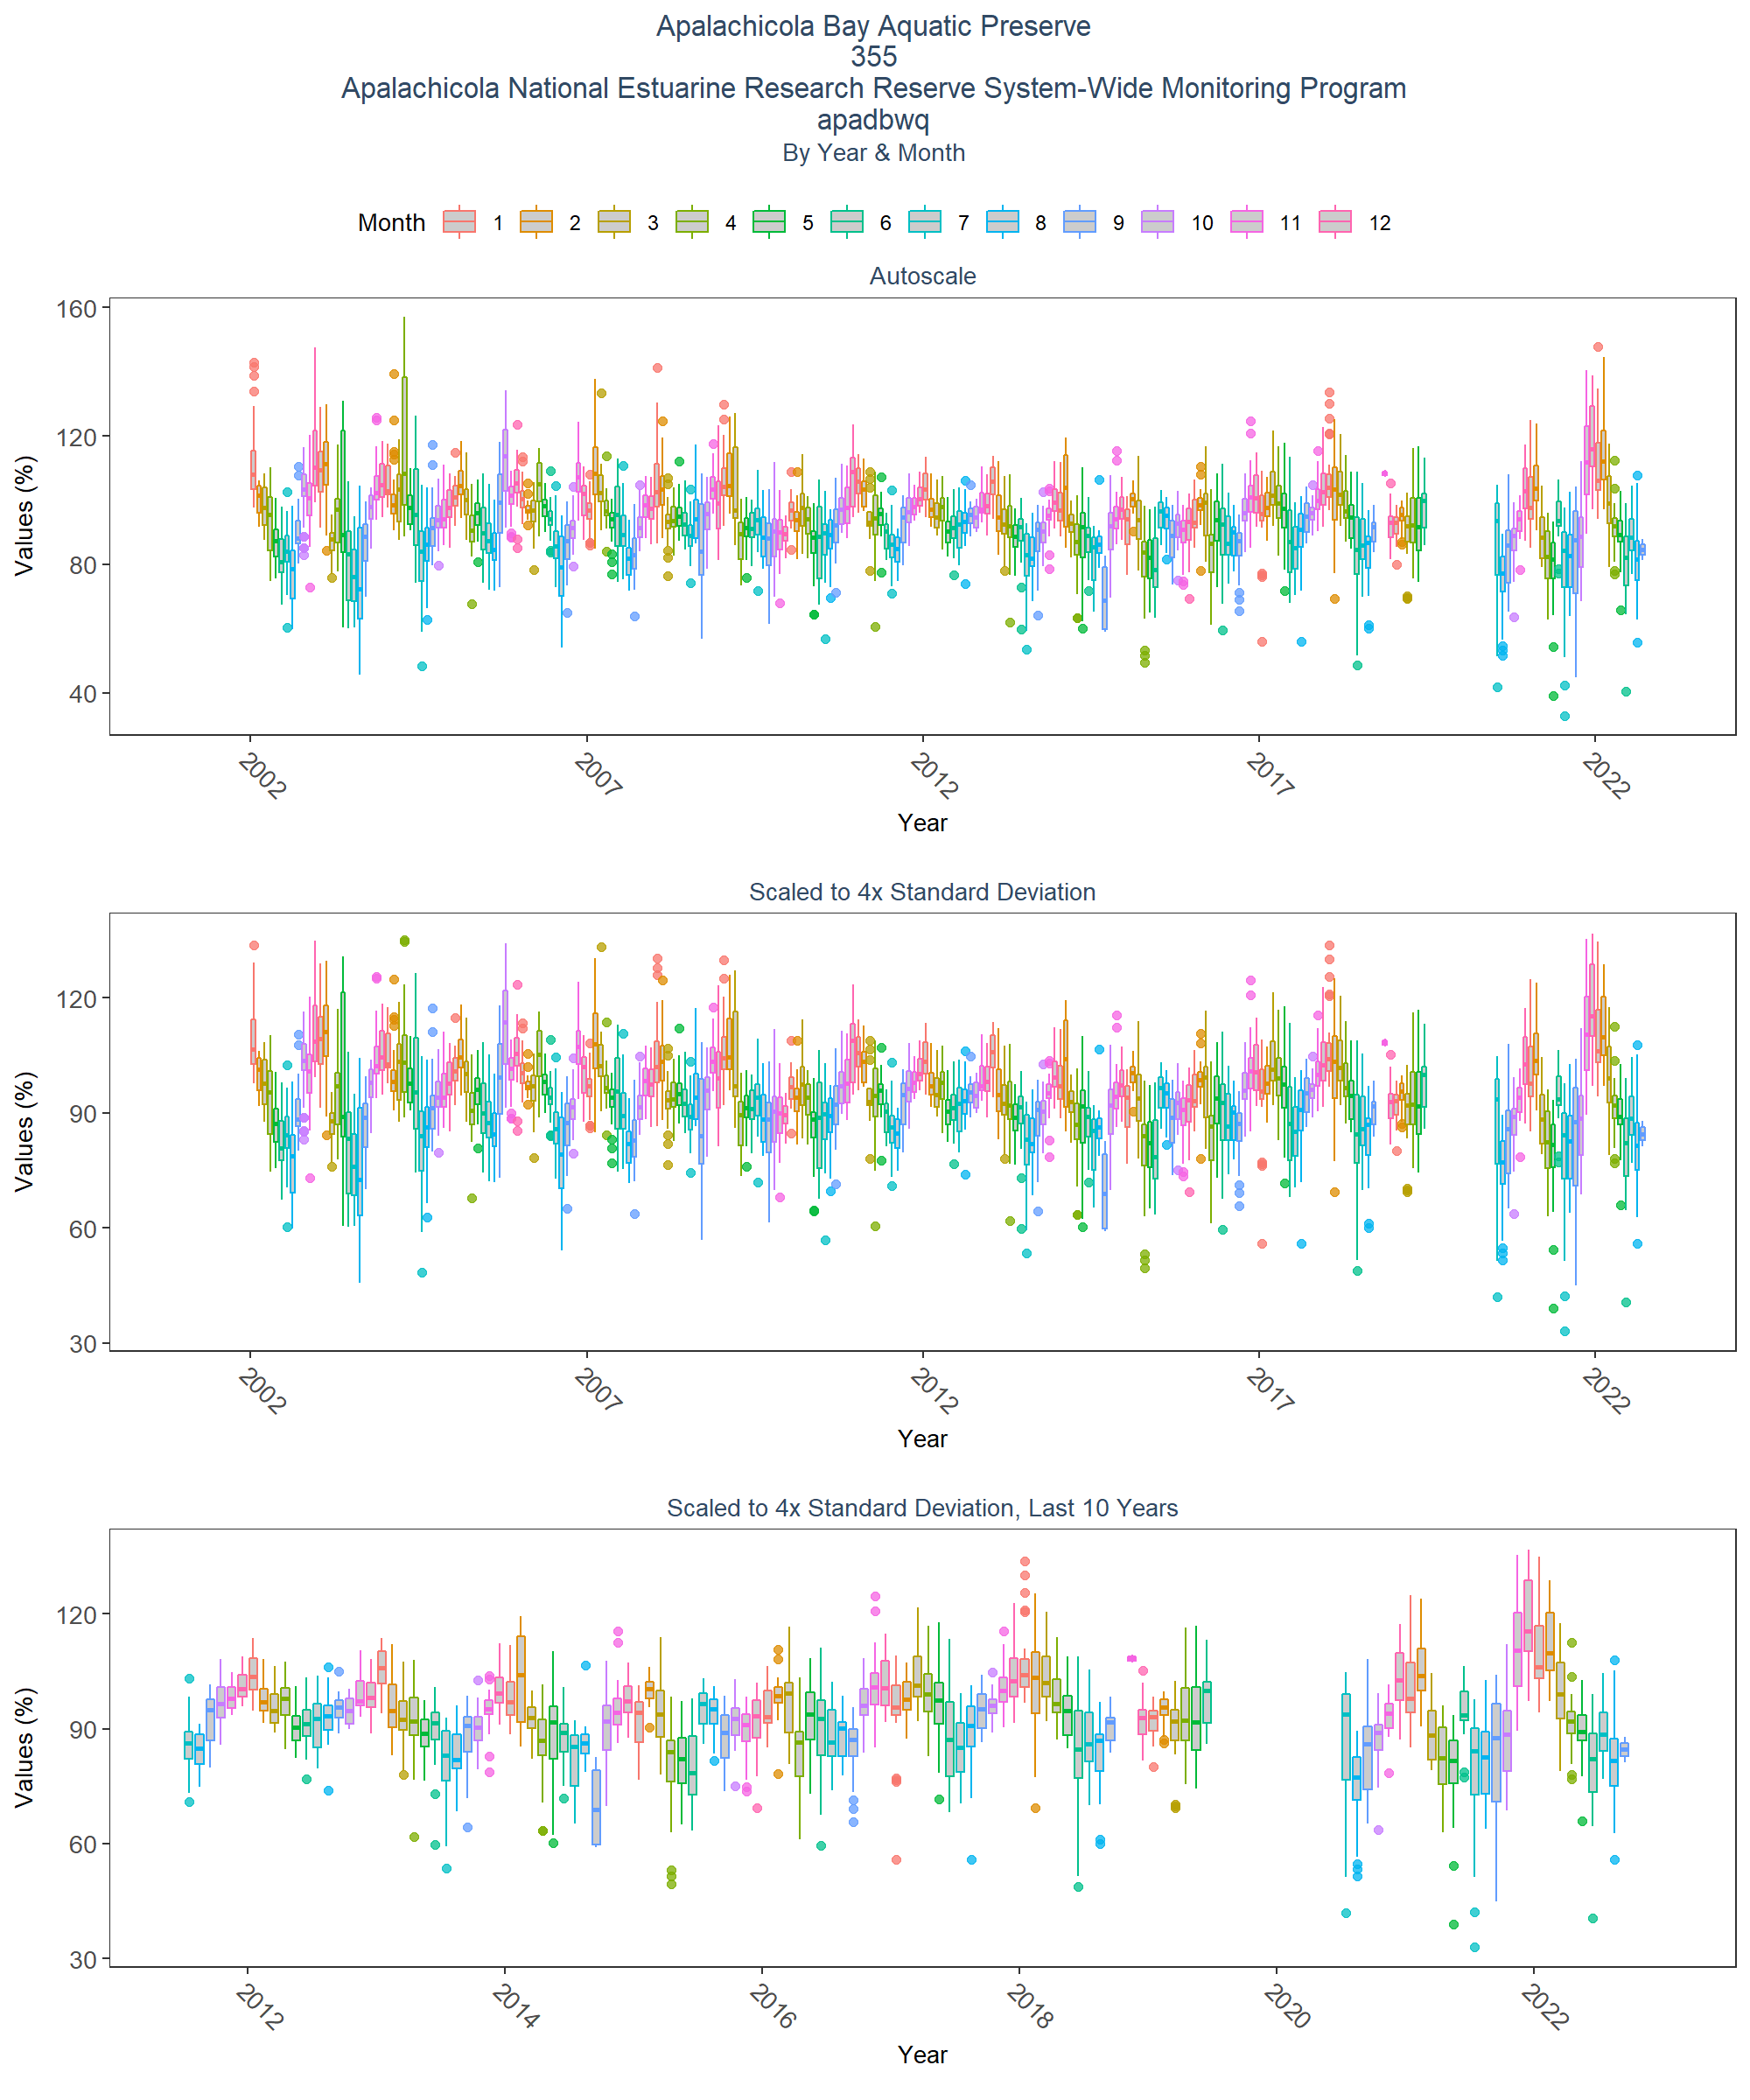 Apalachicola Bay Aquatic Preserve
355
Apalachicola National Estuarine Research Reserve System-Wide Monitoring Program
apadbwq
By Year & Month
Month 1 2 3 4 5 6 7 8 9 10 11 12
Autoscale
Values (%)
160
120
80
40
2002 2007 2012 2017 2022
Year
Scaled to 4x Standard Deviation
Values (%)
120
90
60
30
2002 2007 2012 2017 2022
Year
Scaled to 4x Standard Deviation, Last 10 Years
Values (%)
120
90
60
30
2012 2014 2016 2018 2020 2022
Year